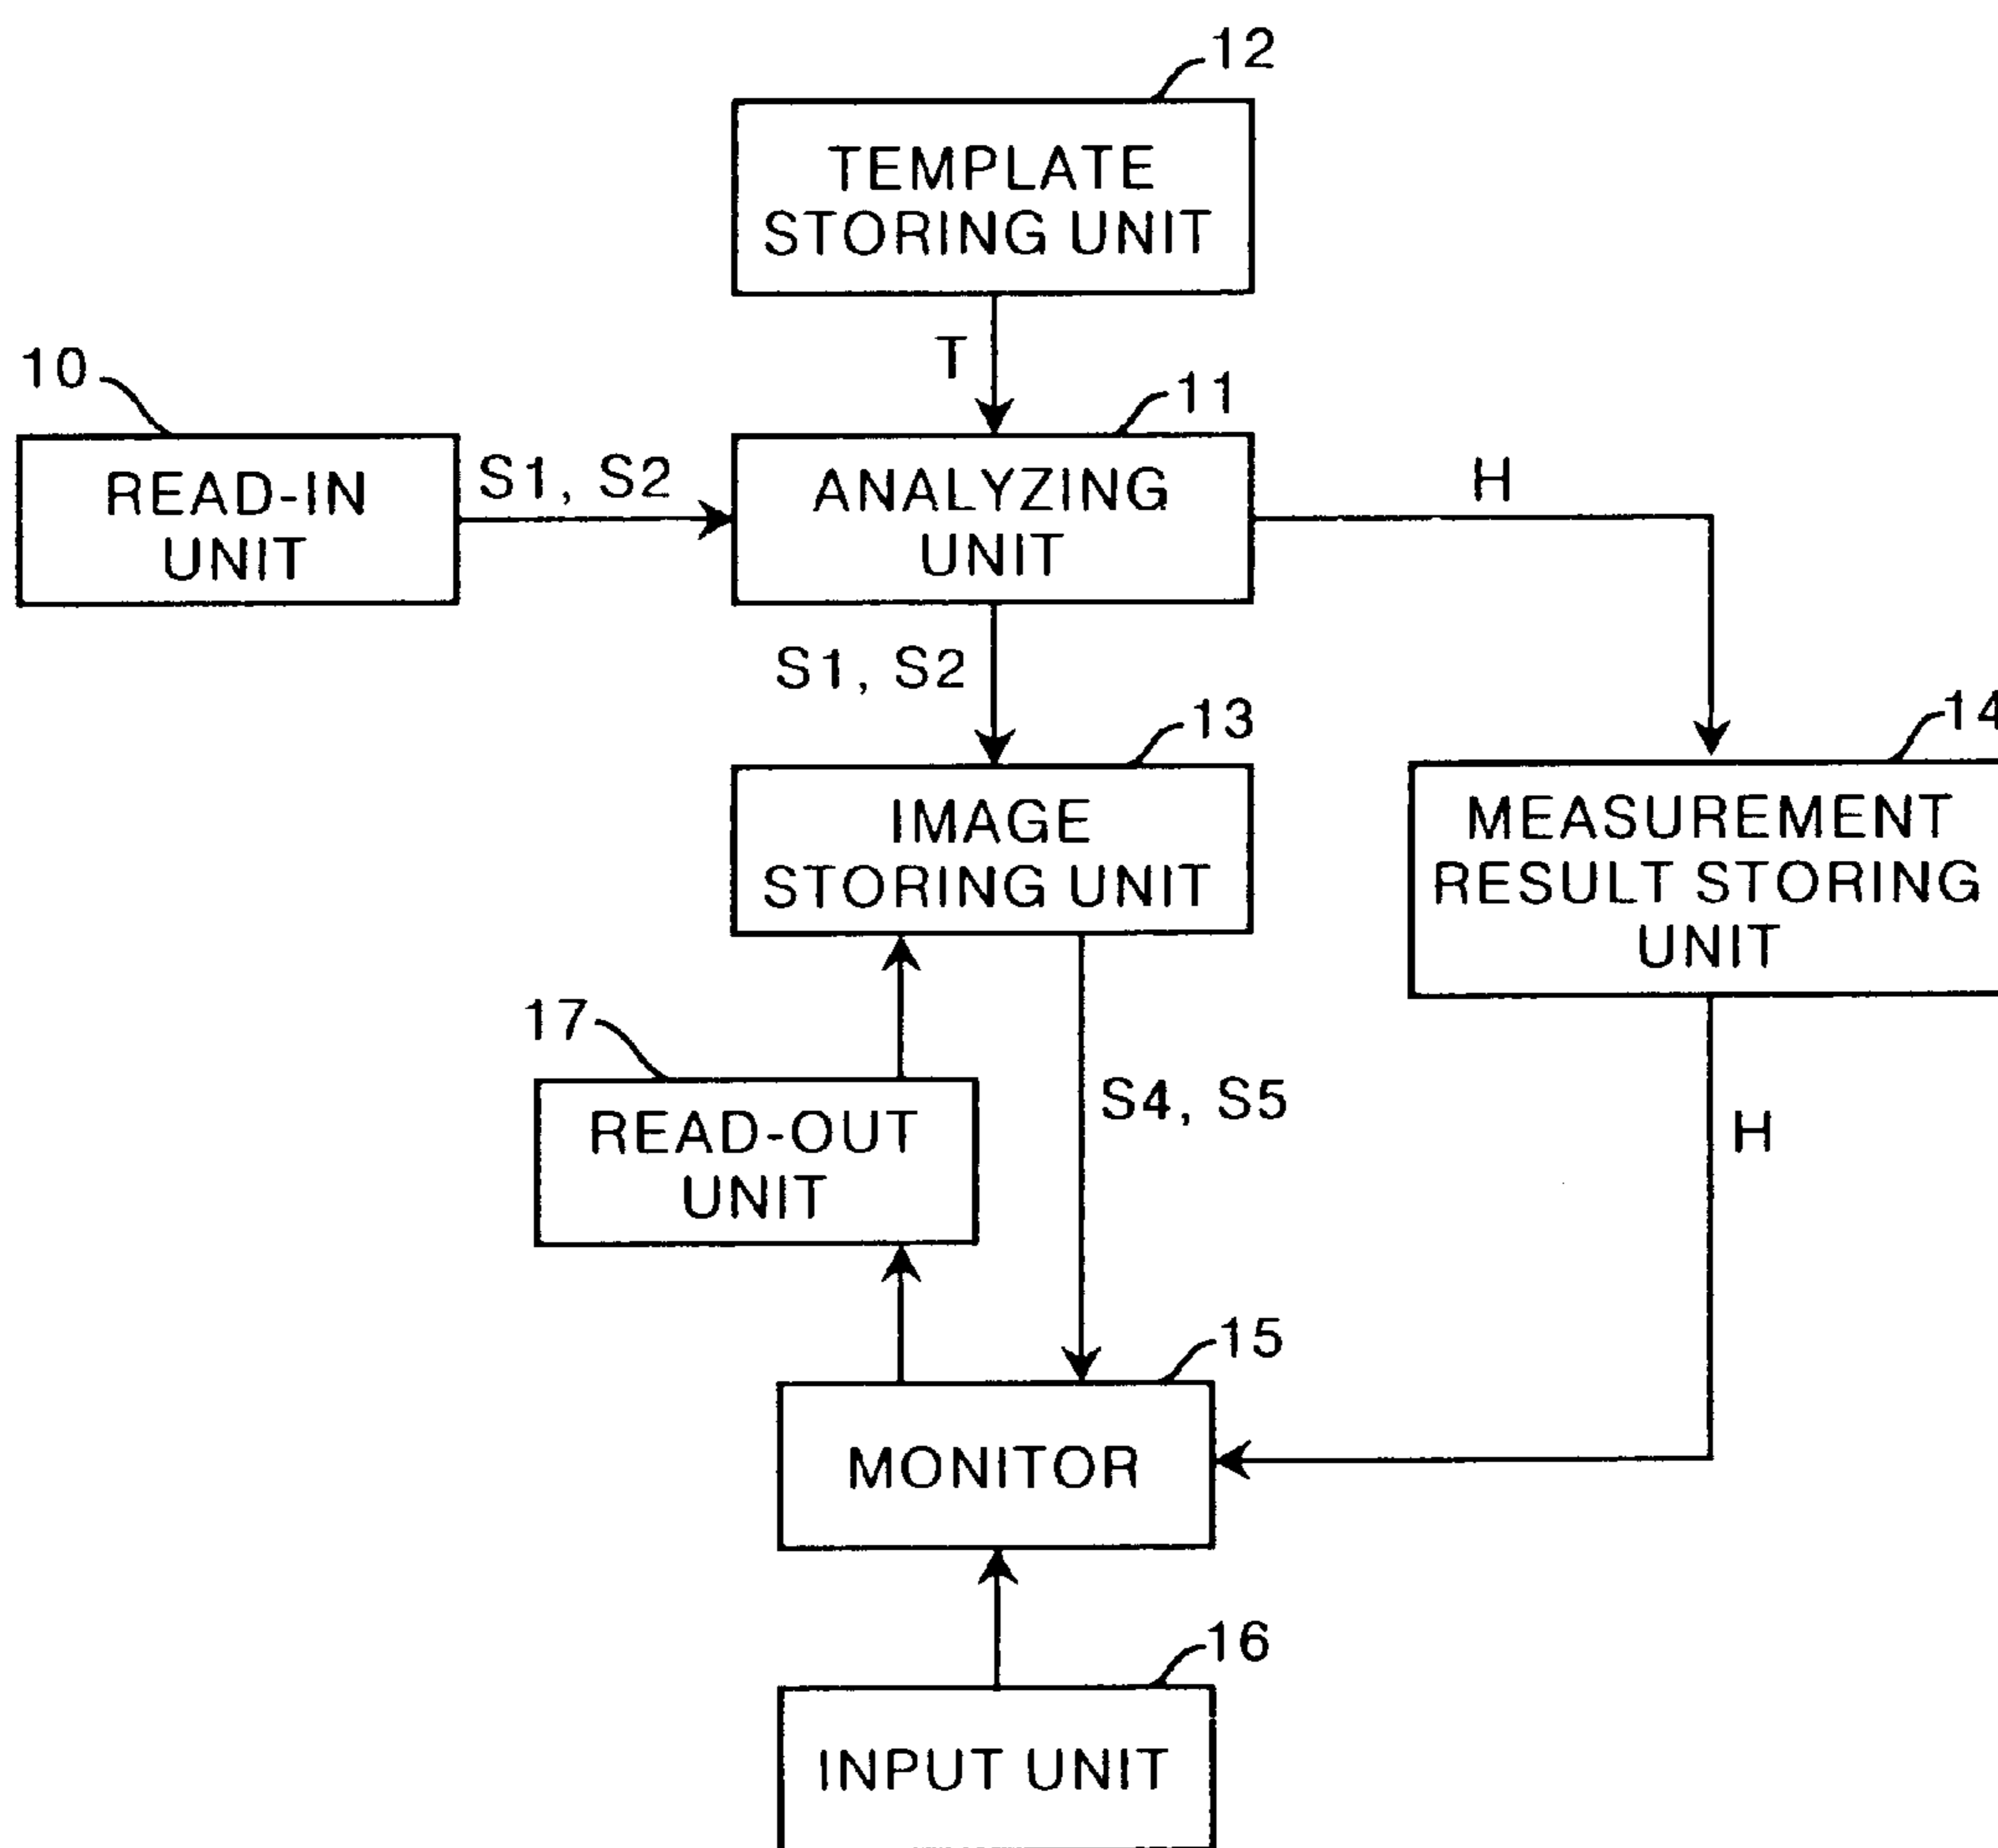 12
TEMPLATE
STORING UNIT
T
10
11
READ-IN
UNIT
S1, S2
ANALYZING
UNIT
H
S1, S2
13
14
IMAGE
STORING UNIT
MEASUREMENT
RESULT STORING
UNIT
17
READ-OUT
UNIT
S4, S5
H
15
MONITOR
16
INPUT UNIT